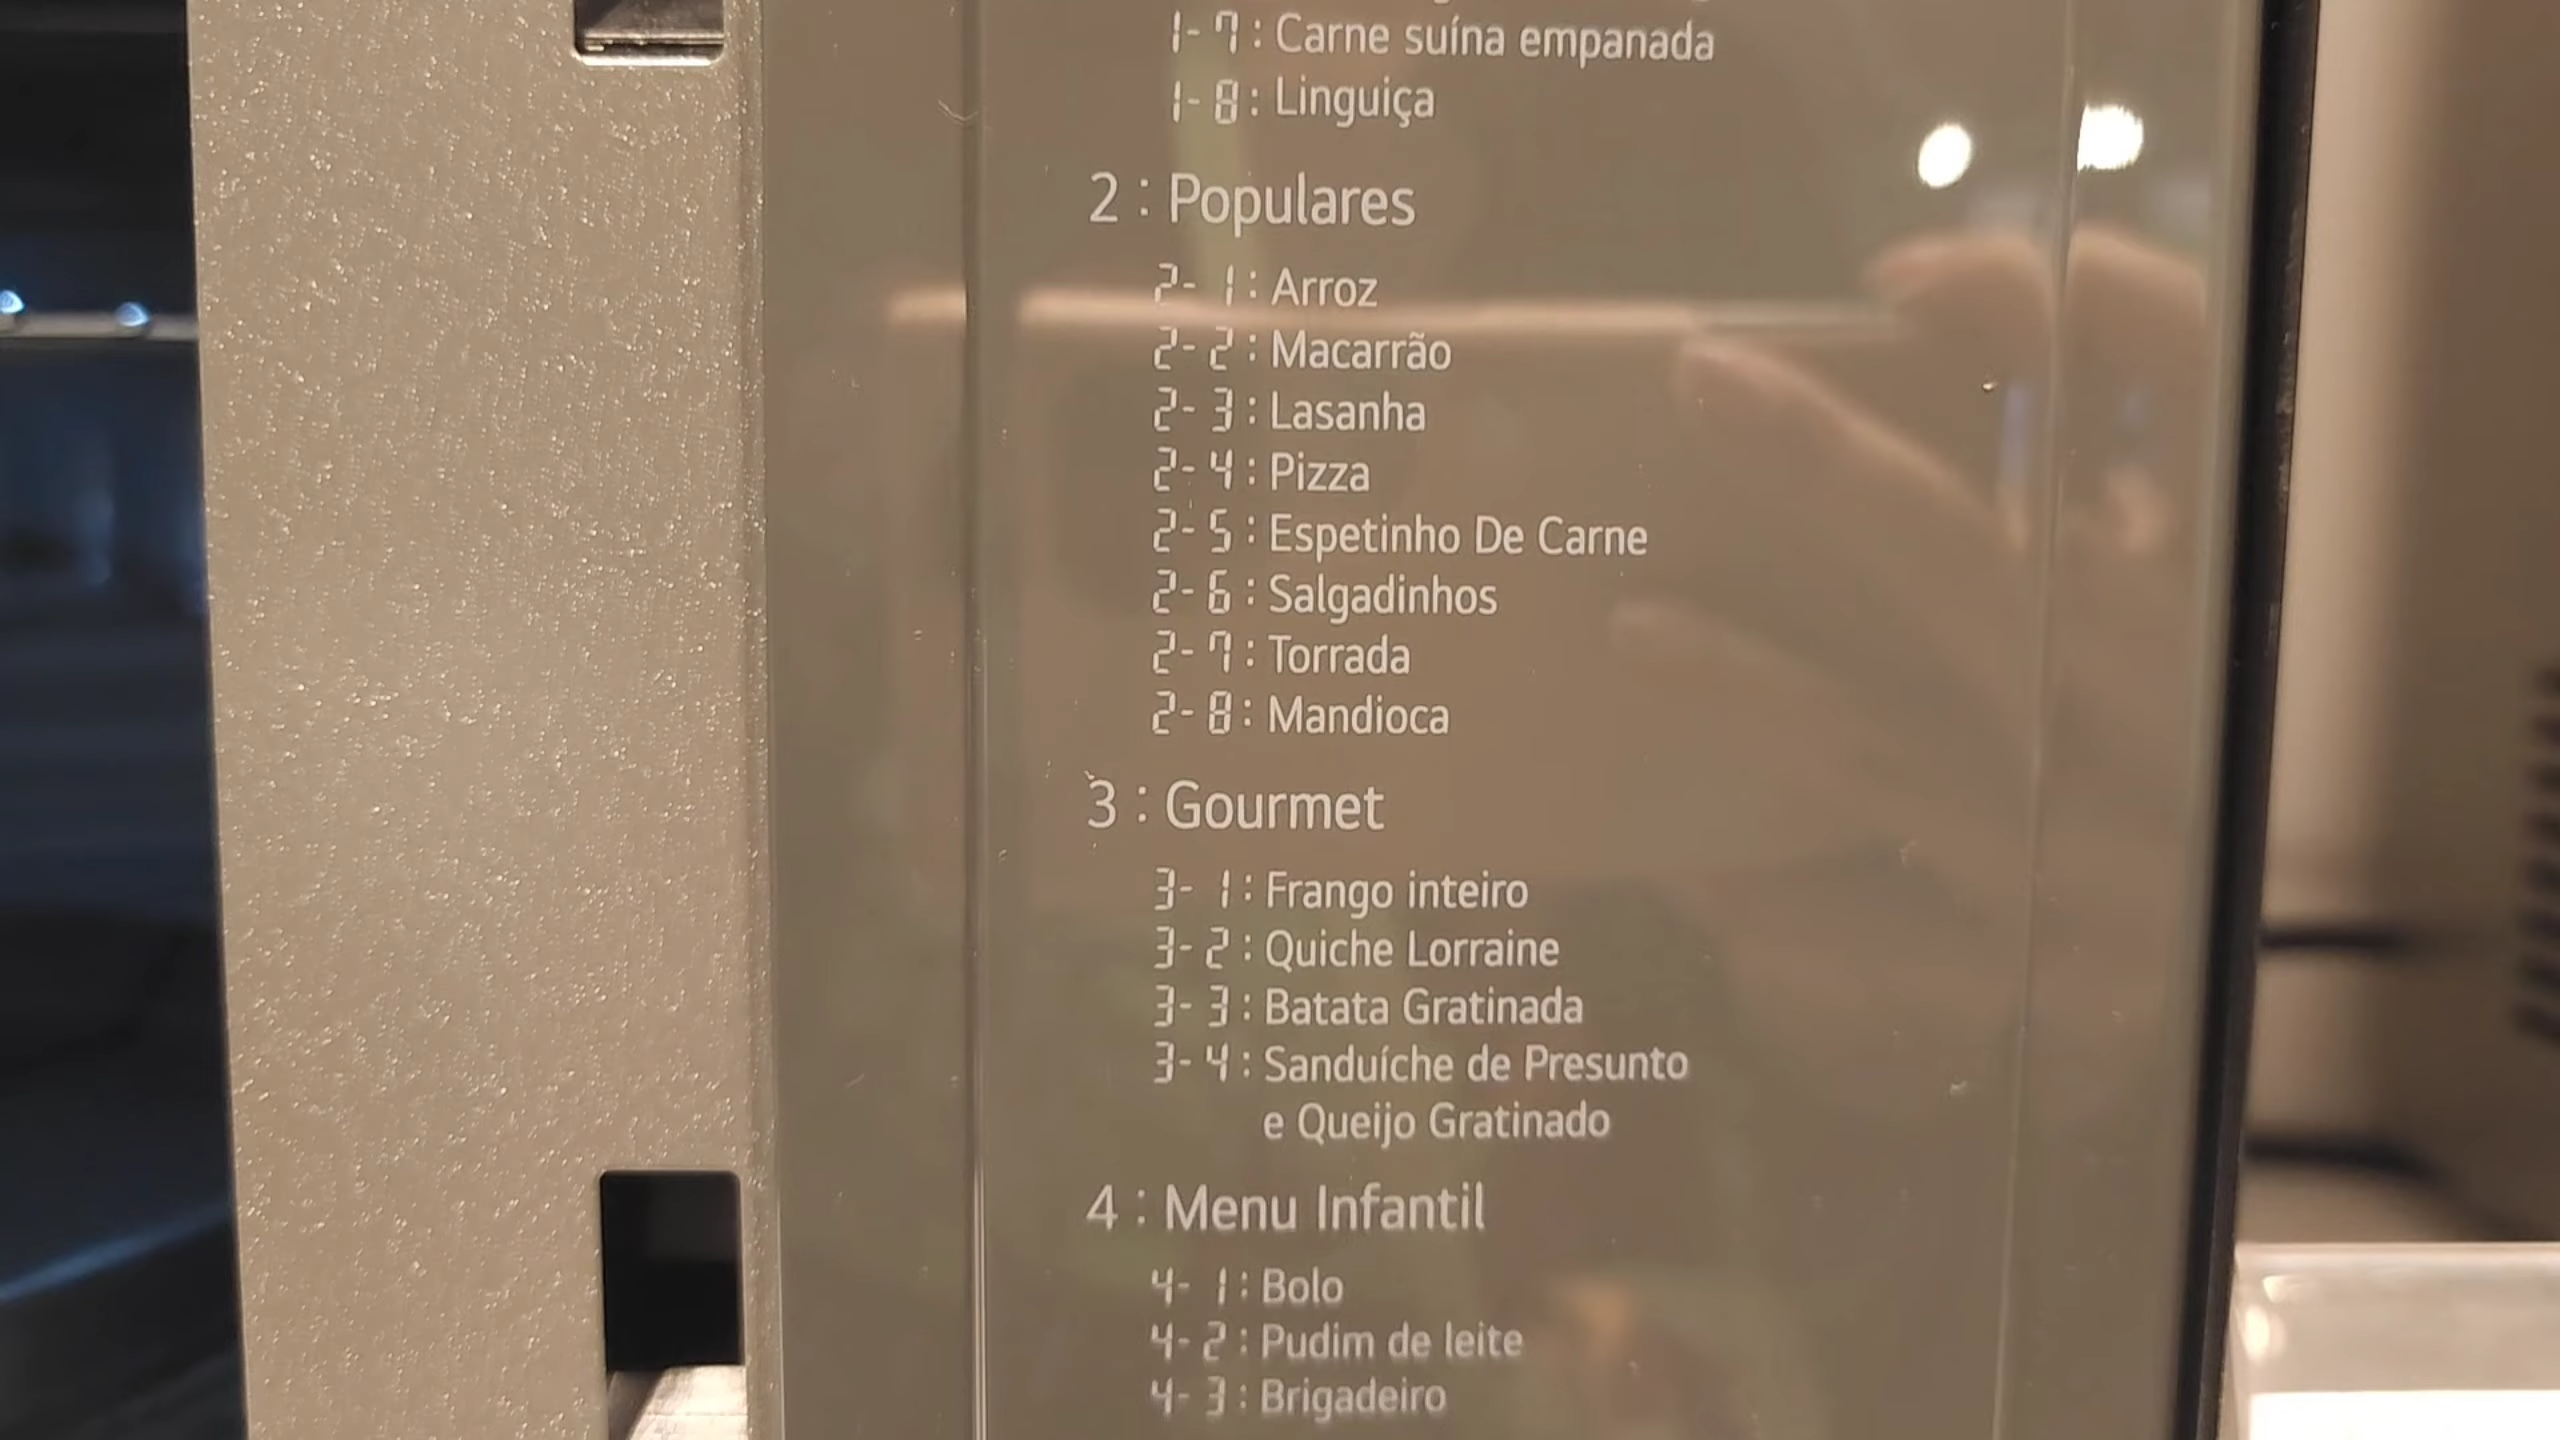 1-7: Carne suína empanada
1-8: Linguiça
2 : Populares
2- 1: Arroz
2- 2: Macarrão
2- 3: Lasanha
2- 4: Pizza
2- 5: Espetinho De Carne
2- 6: Salgadinhos
2- 7: Torrada
2- 8: Mandioca
3 : Gourmet
3- 1: Frango inteiro
3- 2: Quiche Lorraine
3- 3: Batata Gratinada
3- 4: Sanduíche de Presunto
e Queijo Gratinado
4 : Menu Infantil
4- 1: Bolo
4- 2: Pudim de leite
4- 3: Brigadeiro